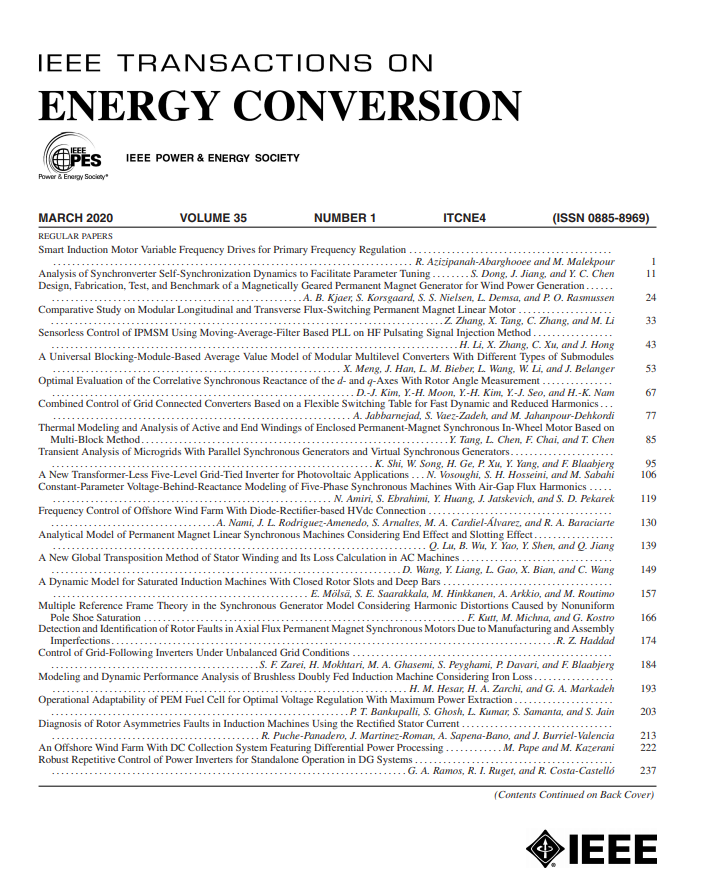 IEEE TRANSACTIONS ON
ENERGY CONVERSION
IEEE
PES
Power & Energy Society®
IEEE POWER & ENERGY SOCIETY
MARCH 2020 VOLUME 35 NUMBER 1 ITCNE4 (ISSN 0885-8969)
REGULAR PAPERS
Smart Induction Motor Variable Frequency Drives for Primary Frequency Regulation ........................................
........................................ R. Azizipanah-Abarghooee and M. Malekpour 1
Analysis of Synchronverter Self-Synchronization Dynamics to Facilitate Parameter Tuning ........ S. Dong, J. Jiang, and Y. C. Chen 11
Design, Fabrication, Test, and Benchmark of a Magnetically Geared Permanent Magnet Generator for Wind Power Generation ......
........................................ A. B. Kjaer, S. Korsgaard, S. S. Nielsen, L. Demsa, and P. O. Rasmussen 24
Comparative Study on Modular Longitudinal and Transverse Flux-Switching Permanent Magnet Linear Motor ...................
........................................ Z. Zhang, X. Tang, C. Zhang, and M. Li 33
Sensorless Control of IPMSM Using Moving-Average-Filter Based PLL on HF Pulsating Signal Injection Method ................
........................................ H. Li, X. Zhang, C. Xu, and J. Hong 43
A Universal Blocking-Module-Based Average Value Model of Modular Multilevel Converters With Different Types of Submodules
........................................ X. Meng, J. Han, L. M. Bieber, L. Wang, W. Li, and J. Belanger 53
Optimal Evaluation of the Correlative Synchronous Reactance of the d- and q-Axes With Rotor Angle Measurement ..............
........................................ D.-J. Kim, Y.-H. Moon, Y.-H. Kim, Y.-J. Seo, and H.-K. Nam 67
Combined Control of Grid Connected Converters Based on a Flexible Switching Table for Fast Dynamic and Reduced Harmonics ...
........................................ A. Jabbarnejad, S. Vaez-Zadeh, and M. Jahanpour-Dehkordi 77
Thermal Modeling and Analysis of Active and End Windings of Enclosed Permanent-Magnet Synchronous In-Wheel Motor Based on
Multi-Block Method ........................................ Y. Tang, L. Chen, F. Chai, and T. Chen 85
Transient Analysis of Microgrids With Parallel Synchronous Generators and Virtual Synchronous Generators .....................
........................................ K. Shi, W. Song, H. Ge, P. Xu, Y. Yang, and F. Blaabjerg 95
A New Transformer-Less Five-Level Grid-Tied Inverter for Photovoltaic Applications ... N. Vosoughi, S. H. Hosseini, and M. Sabahi 106
Constant-Parameter Voltage-Behind-Reactance Modeling of Five-Phase Synchronous Machines With Air-Gap Flux Harmonics .....
........................................ N. Amiri, S. Ebrahimi, Y. Huang, J. Jatskevich, and S. D. Pekarek 119
Frequency Control of Offshore Wind Farm With Diode-Rectifier-based HVdc Connection ........................................
........................................ A. Nami, J. L. Rodriguez-Amenedo, S. Arnaltes, M. A. Cardiel-Álvarez, and R. A. Baraciarte 130
Analytical Model of Permanent Magnet Linear Synchronous Machines Considering End Effect and Slotting Effect ................
........................................ Q. Lu, B. Wu, Y. Yao, Y. Shen, and Q. Jiang 139
A New Global Transposition Method of Stator Winding and Its Loss Calculation in AC Machines ..............................
........................................ D. Wang, Y. Liang, L. Gao, X. Bian, and C. Wang 149
A Dynamic Model for Saturated Induction Machines With Closed Rotor Slots and Deep Bars ..................................
........................................ E. Mölsä, S. E. Saarakkala, M. Hinkkanen, A. Arkkio, and M. Routimo 157
Multiple Reference Frame Theory in the Synchronous Generator Model Considering Harmonic Distortions Caused by Nonuniform
Pole Shoe Saturation ........................................ F. Kutt, M. Michna, and G. Kostro 166
Detection and Identification of Rotor Faults in Axial Flux Permanent Magnet Synchronous Motors Due to Manufacturing and Assembly
Imperfections ........................................ R. Z. Haddad 174
Control of Grid-Following Inverters Under Unbalanced Grid Conditions ........................................
........................................ S. F. Zarei, H. Mokhtari, M. A. Ghasemi, S. Peyghami, P. Davari, and F. Blaabjerg 184
Modeling and Dynamic Performance Analysis of Brushless Doubly Fed Induction Machine Considering Iron Loss ................
........................................ H. M. Hesar, H. A. Zarchi, and G. A. Markadeh 193
Operational Adaptability of PEM Fuel Cell for Optimal Voltage Regulation With Maximum Power Extraction ....................
........................................ P. T. Bankupalli, S. Ghosh, L. Kumar, S. Samanta, and S. Jain 203
Diagnosis of Rotor Asymmetries Faults in Induction Machines Using the Rectified Stator Current ..............................
........................................ R. Puche-Panadero, J. Martinez-Roman, A. Sapena-Bano, and J. Burriel-Valencia 213
An Offshore Wind Farm With DC Collection System Featuring Differential Power Processing ............ M. Pape and M. Kazerani 222
Robust Repetitive Control of Power Inverters for Standalone Operation in DG Systems ........................................
........................................ G. A. Ramos, R. I. Ruget, and R. Costa-Castelló 237
(Contents Continued on Back Cover)
IEEE